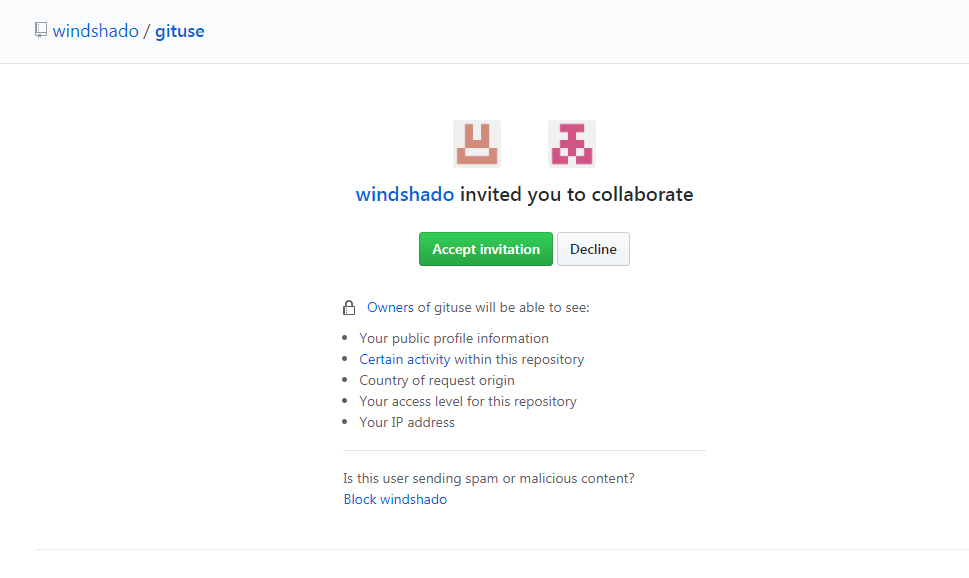 windshado / gituse
windshado invited you to collaborate
Accept invitation Decline
Owners of gituse will be able to see:
Your public profile information
Certain activity within this repository
Country of request origin
Your access level for this repository
Your IP address
Is this user sending spam or malicious content?
Block windshado